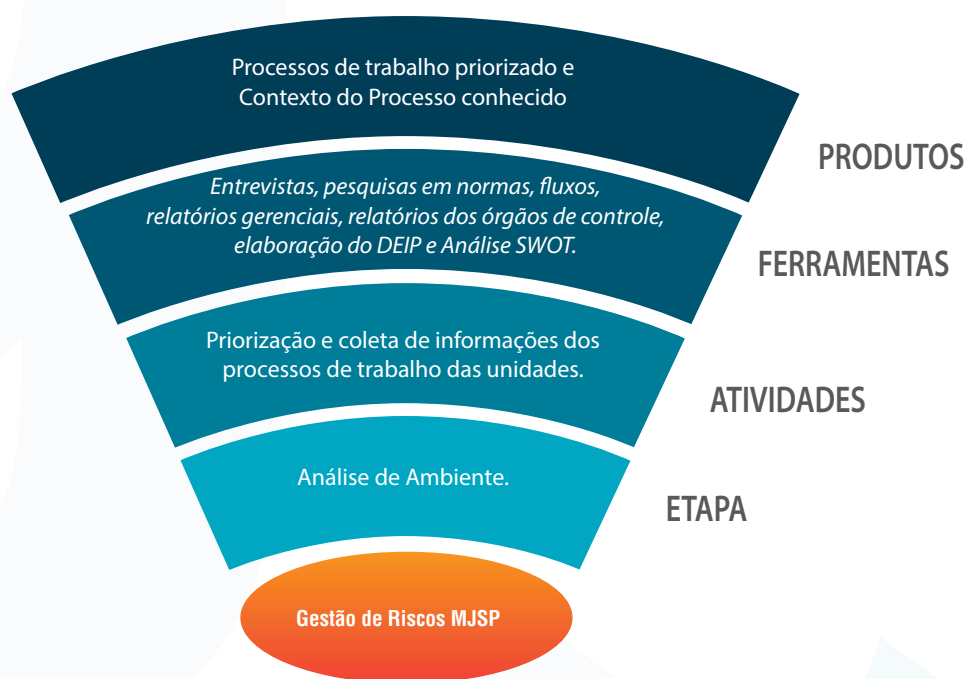 Processos de trabalho priorizado e
Contexto do Processo conhecido
PRODUTOS
Entrevistas, pesquisas em normas, fluxos,
relatórios gerenciais, relatórios dos órgãos de controle,
elaboração do DEIP e Análise SWOT.
FERRAMENTAS
Priorização e coleta de informações dos
processos de trabalho das unidades.
ATIVIDADES
Análise de Ambiente.
ETAPA
Gestão de Riscos MJSP